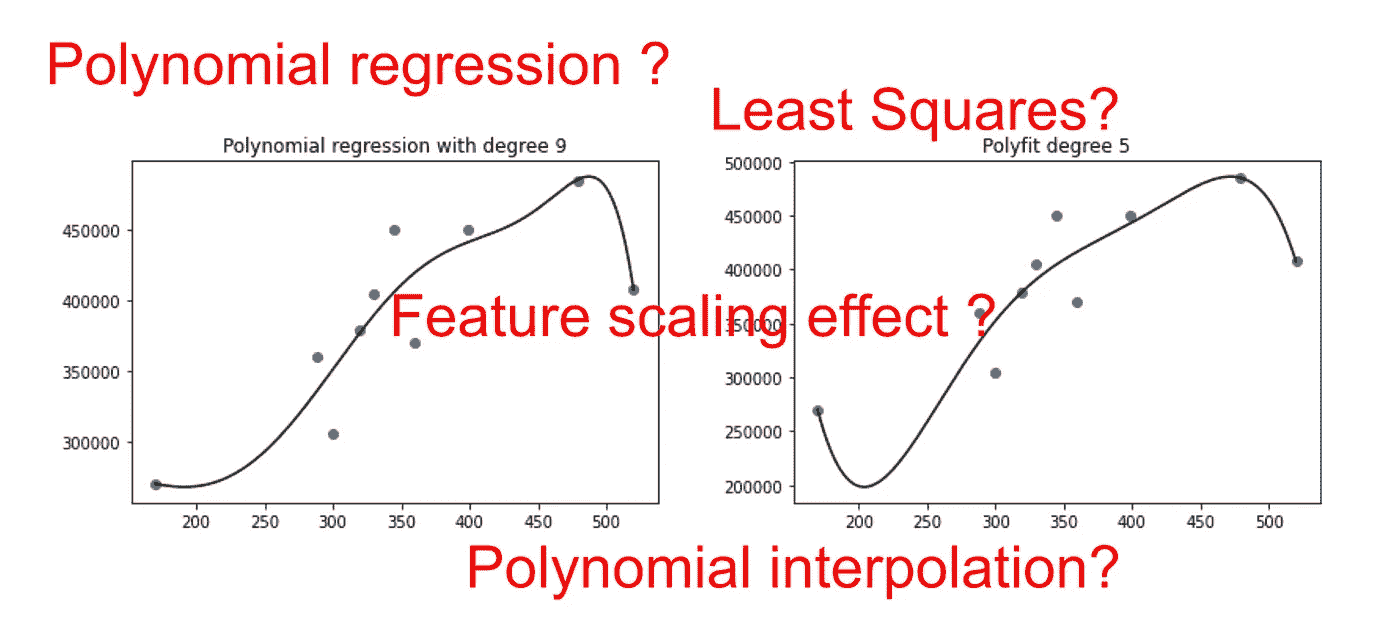 Polynomial regression ?
Least Squares?
Polynomial regression with degree 9
Polyfit degree 5
450000
400000
350000
300000
200 250 300 350 400 450 500
500000
450000
400000
350000
300000
250000
200000
200 250 300 350 400 450 500
Feature scaling effect ?
Polynomial interpolation?